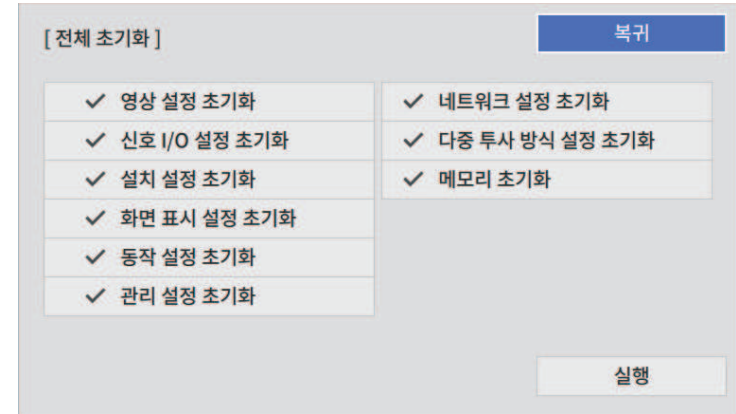 [ 전체 초기화 ]
복귀
영상 설정 초기화
신호 I/O 설정 초기화
설치 설정 초기화
화면 표시 설정 초기화
동작 설정 초기화
관리 설정 초기화
네트워크 설정 초기화
다중 투사 방식 설정 초기화
메모리 초기화
실행